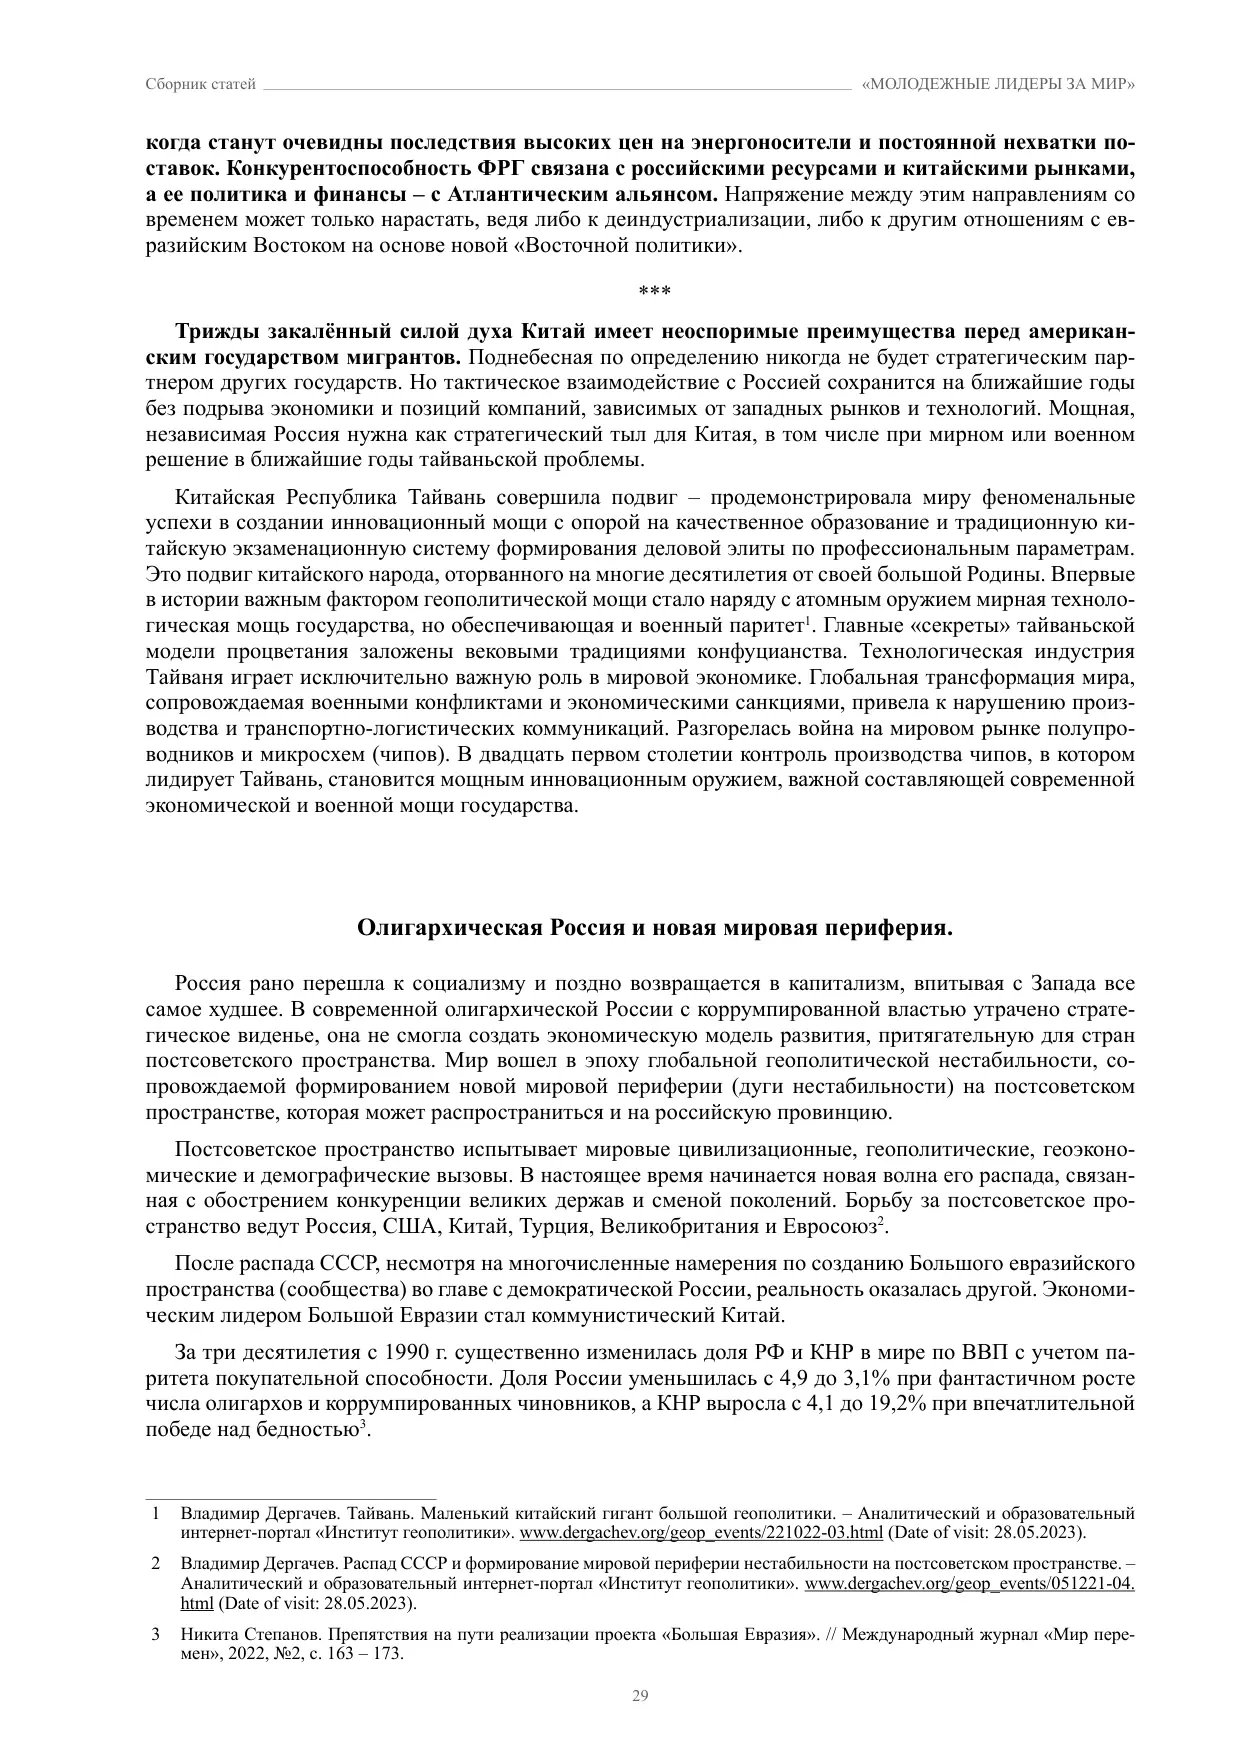 Сборник статей «МОЛОДЕЖНЫЕ ЛИДЕРЫ ЗА МИР»
когда станут очевидны последствия высоких цен на энергоносители и постоянной нехватки по-
ставок. Конкурентоспособность ФРГ связана с российскими ресурсами и китайскими рынками,
а ее политика и финансы – с Атлантическим альянсом. Напряжение между этим направлениям со
временем может только нарастать, ведя либо к деиндустриализации, либо к другим отношениям с ев-
разийским Востоком на основе новой «Восточной политики».
***
Трижды закалённый силой духа Китай имеет неоспоримые преимущества перед американ-
ским государством мигрантов. Поднебесная по определению никогда не будет стратегическим пар-
тнером других государств. Но тактическое взаимодействие с Россией сохранится на ближайшие годы
без подрыва экономики и позиций компаний, зависимых от западных рынков и технологий. Мощная,
независимая Россия нужна как стратегический тыл для Китая, в том числе при мирном или военном
решение в ближайшие годы тайваньской проблемы.
Китайская Республика Тайвань совершила подвиг – продемонстрировала миру феноменальные
успехи в создании инновационный мощи с опорой на качественное образование и традиционную ки-
тайскую экзаменационную систему формирования деловой элиты по профессиональным параметрам.
Это подвиг китайского народа, оторванного на многие десятилетия от своей большой Родины. Впервые
в истории важным фактором геополитической мощи стало наряду с атомным оружием мирная техноло-
гическая мощь государства, но обеспечивающая и военный паритет1. Главные «секреты» тайваньской
модели процветания заложены вековыми традициями конфуцианства. Технологическая индустрия
Тайваня играет исключительно важную роль в мировой экономике. Глобальная трансформация мира,
сопровождаемая военными конфликтами и экономическими санкциями, привела к нарушению произ-
водства и транспортно-логистических коммуникаций. Разгорелась война на мировом рынке полупро-
водников и микросхем (чипов). В двадцать первом столетии контроль производства чипов, в котором
лидирует Тайвань, становится мощным инновационным оружием, важной составляющей современной
экономической и военной мощи государства.
Олигархическая Россия и новая мировая периферия.
Россия рано перешла к социализму и поздно возвращается в капитализм, впитывая с Запада все
самое худшее. В современной олигархической России с коррумпированной властью утрачено страте-
гическое виденье, она не смогла создать экономическую модель развития, притягательную для стран
постсоветского пространства. Мир вошел в эпоху глобальной геополитической нестабильности, со-
провождаемой формированием новой мировой периферии (дуги нестабильности) на постсоветском
пространстве, которая может распространиться и на российскую провинцию.
Постсоветское пространство испытывает мировые цивилизационные, геополитические, геоэконо-
мические и демографические вызовы. В настоящее время начинается новая волна его распада, связан-
ная с обострением конкуренции великих держав и сменой поколений. Борьбу за постсоветское про-
странство ведут Россия, США, Китай, Турция, Великобритания и Евросоюз2.
После распада СССР, несмотря на многочисленные намерения по созданию Большого евразийского
пространства (сообщества) во главе с демократической России, реальность оказалась другой. Экономи-
ческим лидером Большой Евразии стал коммунистический Китай.
За три десятилетия с 1990 г. существенно изменилась доля РФ и КНР в мире по ВВП с учетом па-
ритета покупательной способности. Доля России уменьшилась с 4,9 до 3,1% при фантастичном росте
числа олигархов и коррумпированных чиновников, а КНР выросла с 4,1 до 19,2% при впечатлительной
победе над бедностью3.
1 Владимир Дергачев. Тайвань. Маленький китайский гигант большой геополитики. – Аналитический и образовательный
интернет-портал «Институт геополитики». www.dergachev.org/geop_events/221022-03.html (Date of visit: 28.05.2023).
2 Владимир Дергачев. Распад СССР и формирование мировой периферии нестабильности на постсоветском пространстве. –
Аналитический и образовательный интернет-портал «Институт геополитики». www.dergachev.org/geop_events/051221-04.
html (Date of visit: 28.05.2023).
3 Никита Степанов. Препятствия на пути реализации проекта «Большая Евразия». // Международный журнал «Мир пере-
мен», 2022, №2, с. 163 – 173.
29